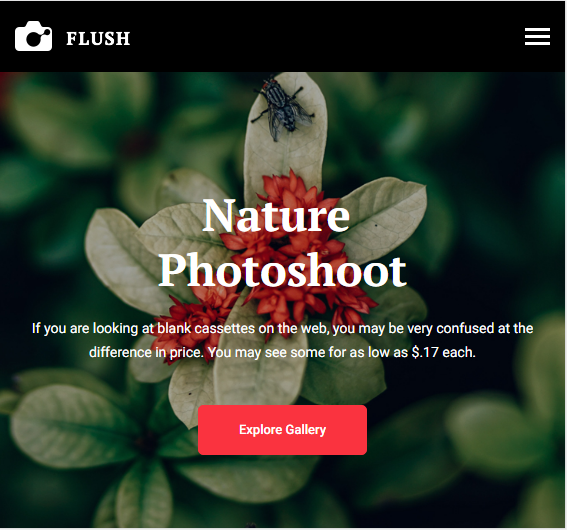 FLUSH
Nature
Photoshoot
If you are looking at blank cassettes on the web, you may be very confused at the
difference in price. You may see some for as low as $.17 each.
Explore Gallery